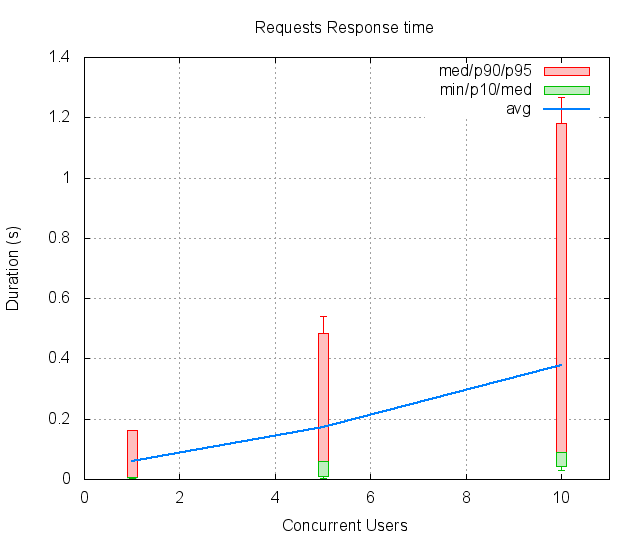 Requests Response time
1.4
1.2
1
0.8
0.6
0.4
0.2
0
Duration (s)
med/p90/p95
min/p10/med
avg
0 2 4 6 8 10
Concurrent Users